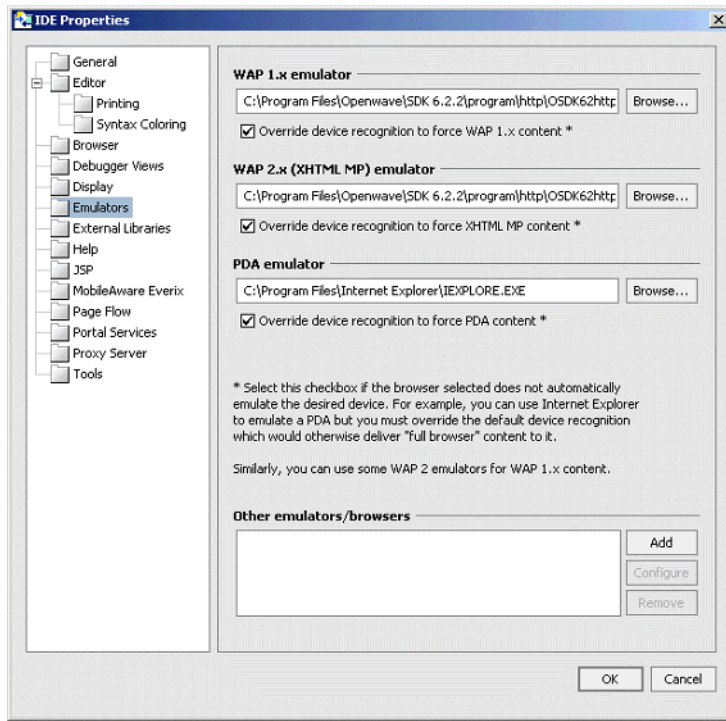 IDE Properties
General
Editor
Printing
Syntax Coloring
Browser
Debugger Views
Display
Emulators
External Libraries
Help
JSP
MobileAware Everix
Page Flow
Portal Services
Proxy Server
Tools
WAP 1.x emulator
C:\Program Files\Openwave\SDK 6.2.2\program\http\OSDK62http Browse...
Override device recognition to force WAP 1.x content *
WAP 2.x (XHTML MP) emulator
C:\Program Files\Openwave\SDK 6.2.2\program\http\OSDK62http Browse...
Override device recognition to force XHTML MP content *
PDA emulator
C:\Program Files\Internet Explorer\IEXPLORE.EXE Browse...
Override device recognition to force PDA content *
* Select this checkbox if the browser selected does not automatically
emulate the desired device. For example, you can use Internet Explorer
to emulate a PDA but you must override the default device recognition
which would otherwise deliver "full browser" content to it.
Similarly, you can use some WAP 2 emulators for WAP 1.x content.
Other emulators/browsers
Add
Configure
Remove
OK Cancel